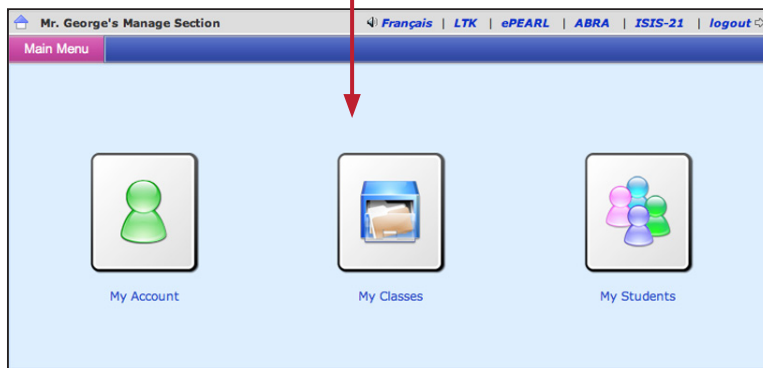 Mr. George's Manage Section Français | LTK | ePEARL | ABRA | ISIS-21 | logout
Main Menu
My Account My Classes My Students